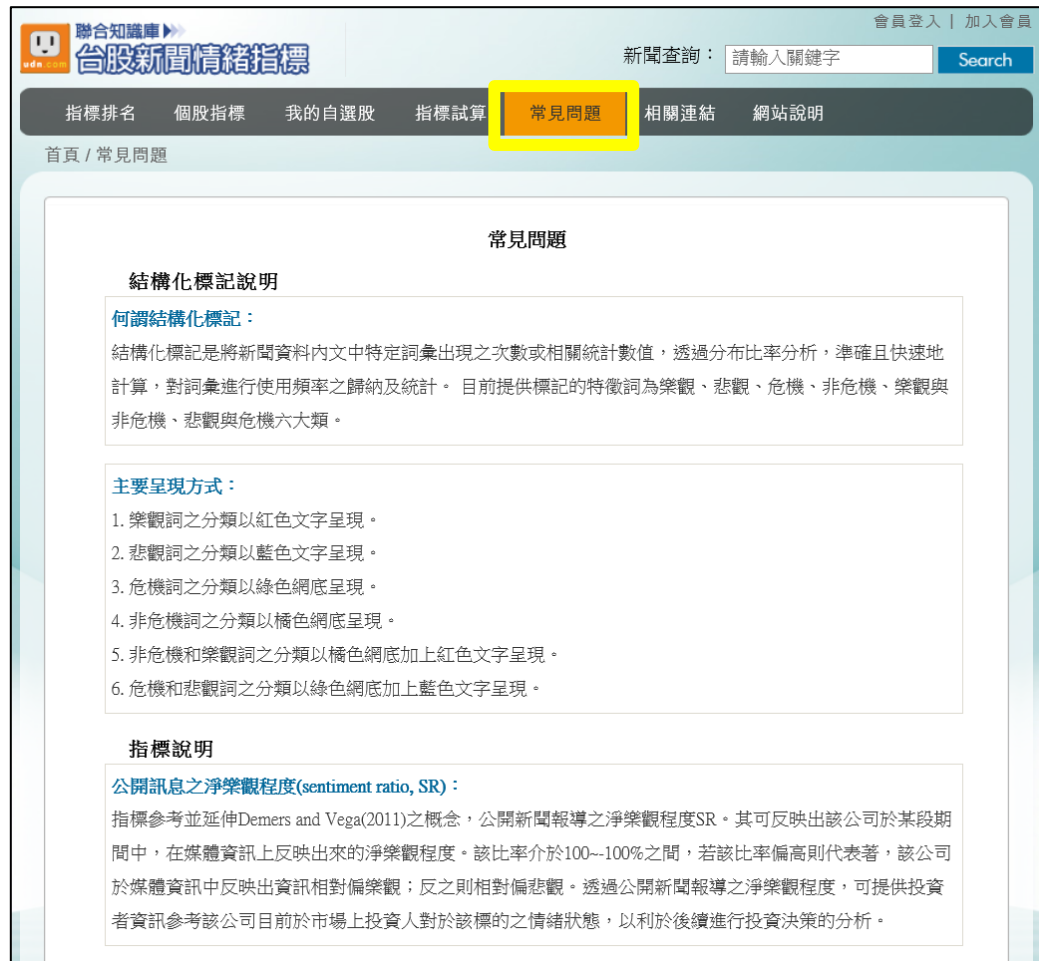 會員登入 | 加入會員
聯合知識庫
udn.com
台股新聞情緒指標
新聞查詢： 請輸入關鍵字 Search
指標排名 個股指標 我的自選股 指標試算 常見問題 相關連結 網站說明
首頁 / 常見問題
常見問題
結構化標記說明
何謂結構化標記：
結構化標記是將新聞資料內文中特定詞彙出現之次數或相關統計數值，透過分布比率分析，準確且快速地
計算，對詞彙進行使用頻率之歸納及統計。 目前提供標記的特徵詞為樂觀、悲觀、危機、非危機、樂觀與
非危機、悲觀與危機六大類。
主要呈現方式：
1. 樂觀詞之分類以紅色文字呈現。
2. 悲觀詞之分類以藍色文字呈現。
3. 危機詞之分類以綠色網底呈現。
4. 非危機詞之分類以橘色網底呈現。
5. 非危機和樂觀詞之分類以橘色網底加上紅色文字呈現。
6. 危機和悲觀詞之分類以綠色網底加上藍色文字呈現。
指標說明
公開訊息之淨樂觀程度(sentiment ratio, SR)：
指標參考並延伸Demers and Vega(2011)之概念，公開新聞報導之淨樂觀程度SR。其可反映出該公司於某段期
間中，在媒體資訊上反映出來的淨樂觀程度。該比率介於100~-100%之間，若該比率偏高則代表著，該公司
於媒體資訊中反映出資訊相對偏樂觀；反之則相對偏悲觀。透過公開新聞報導之淨樂觀程度，可提供投資
者資訊參考該公司目前於市場上投資人對於該標的之情緒狀態，以利於後續進行投資決策的分析。